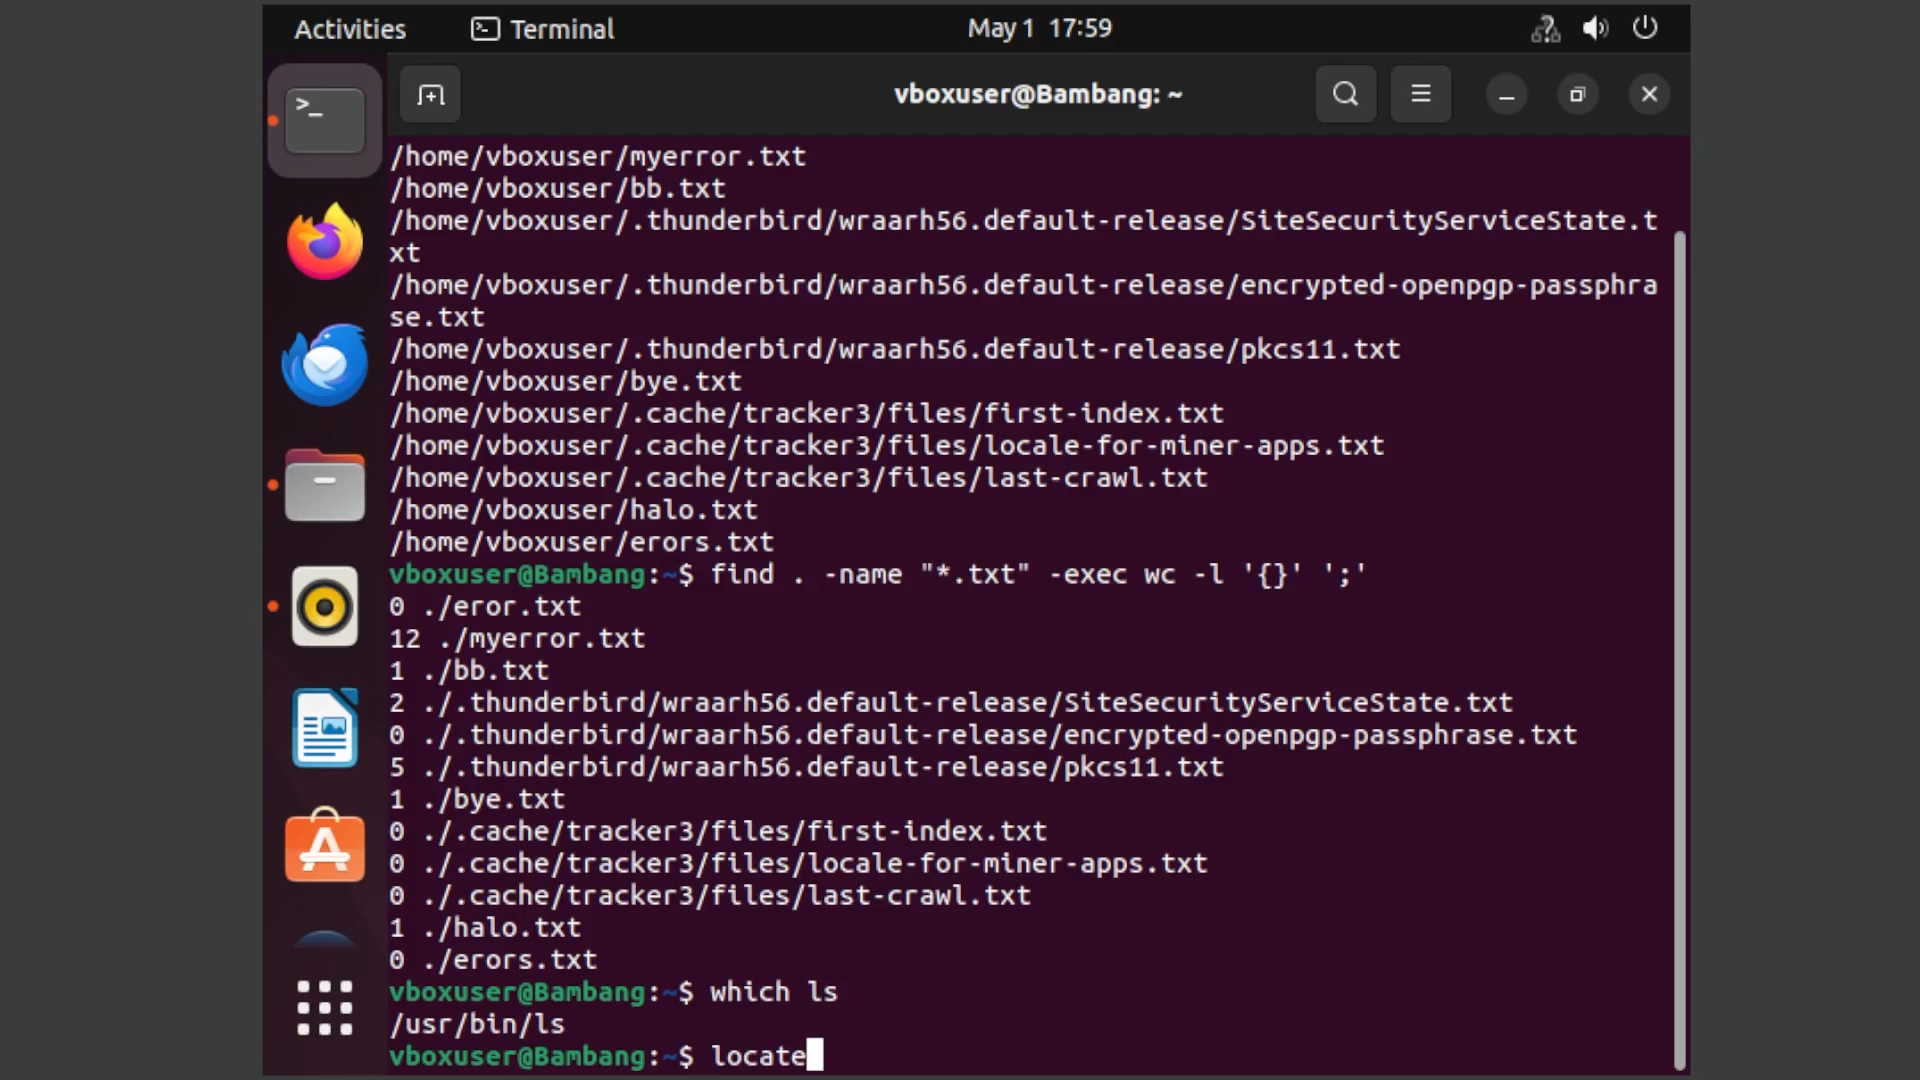 Activities Terminal May 1 17:59
vboxuser@Bambang: ~
/home/vboxuser/myerror.txt
/home/vboxuser/bb.txt
/home/vboxuser/.thunderbird/wraarh56.default-release/SiteSecurityServiceState.t
xt
/home/vboxuser/.thunderbird/wraarh56.default-release/encrypted-openpgp-passphra
se.txt
/home/vboxuser/.thunderbird/wraarh56.default-release/pkcs11.txt
/home/vboxuser/bye.txt
/home/vboxuser/.cache/tracker3/files/first-index.txt
/home/vboxuser/.cache/tracker3/files/locale-for-miner-apps.txt
/home/vboxuser/.cache/tracker3/files/last-crawl.txt
/home/vboxuser/halo.txt
/home/vboxuser/erors.txt
vboxuser@Bambang:~$ find . -name "*.txt" -exec wc -l '{}' ';'
0 ./eror.txt
12 ./myerror.txt
1 ./bb.txt
2 ./.thunderbird/wraarh56.default-release/SiteSecurityServiceState.txt
0 ./.thunderbird/wraarh56.default-release/encrypted-openpgp-passphrase.txt
5 ./.thunderbird/wraarh56.default-release/pkcs11.txt
1 ./bye.txt
0 ./.cache/tracker3/files/first-index.txt
0 ./.cache/tracker3/files/locale-for-miner-apps.txt
0 ./.cache/tracker3/files/last-crawl.txt
1 ./halo.txt
0 ./erors.txt
vboxuser@Bambang:~$ which ls
/usr/bin/ls
vboxuser@Bambang:~$ locate